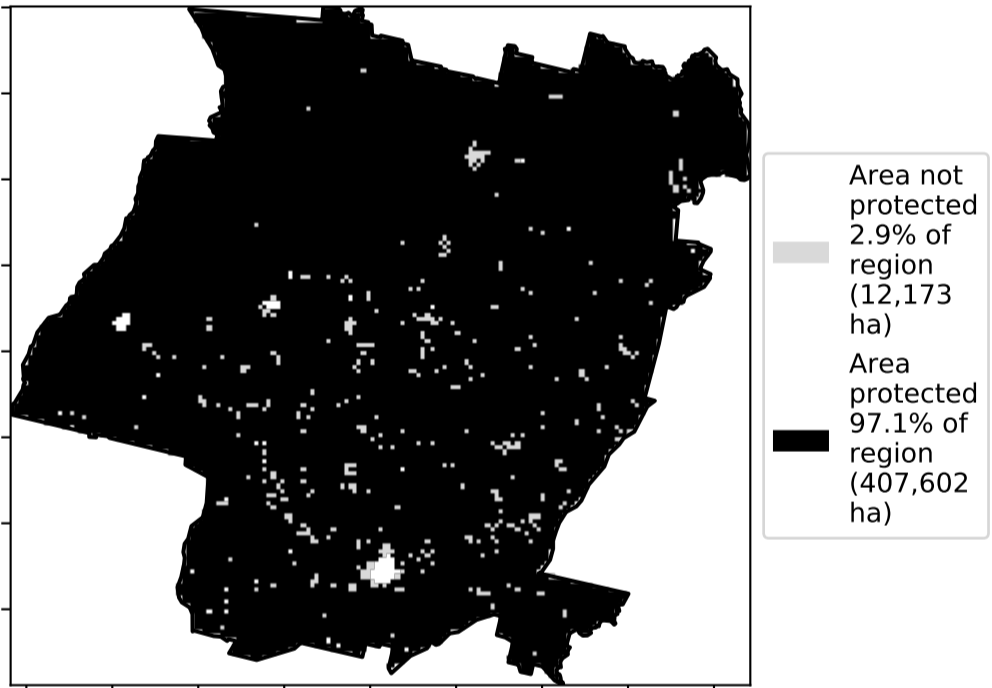 Area not
protected
2.9% of
region
(12,173
ha)
Area
protected
97.1% of
region
(407,602
ha)